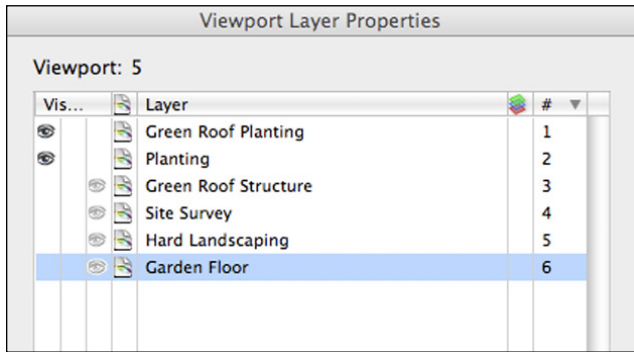 Viewport Layer Properties
Viewport: 5
Vis... Layer #
Green Roof Planting 1
Planting 2
Green Roof Structure 3
Site Survey 4
Hard Landscaping 5
Garden Floor 6